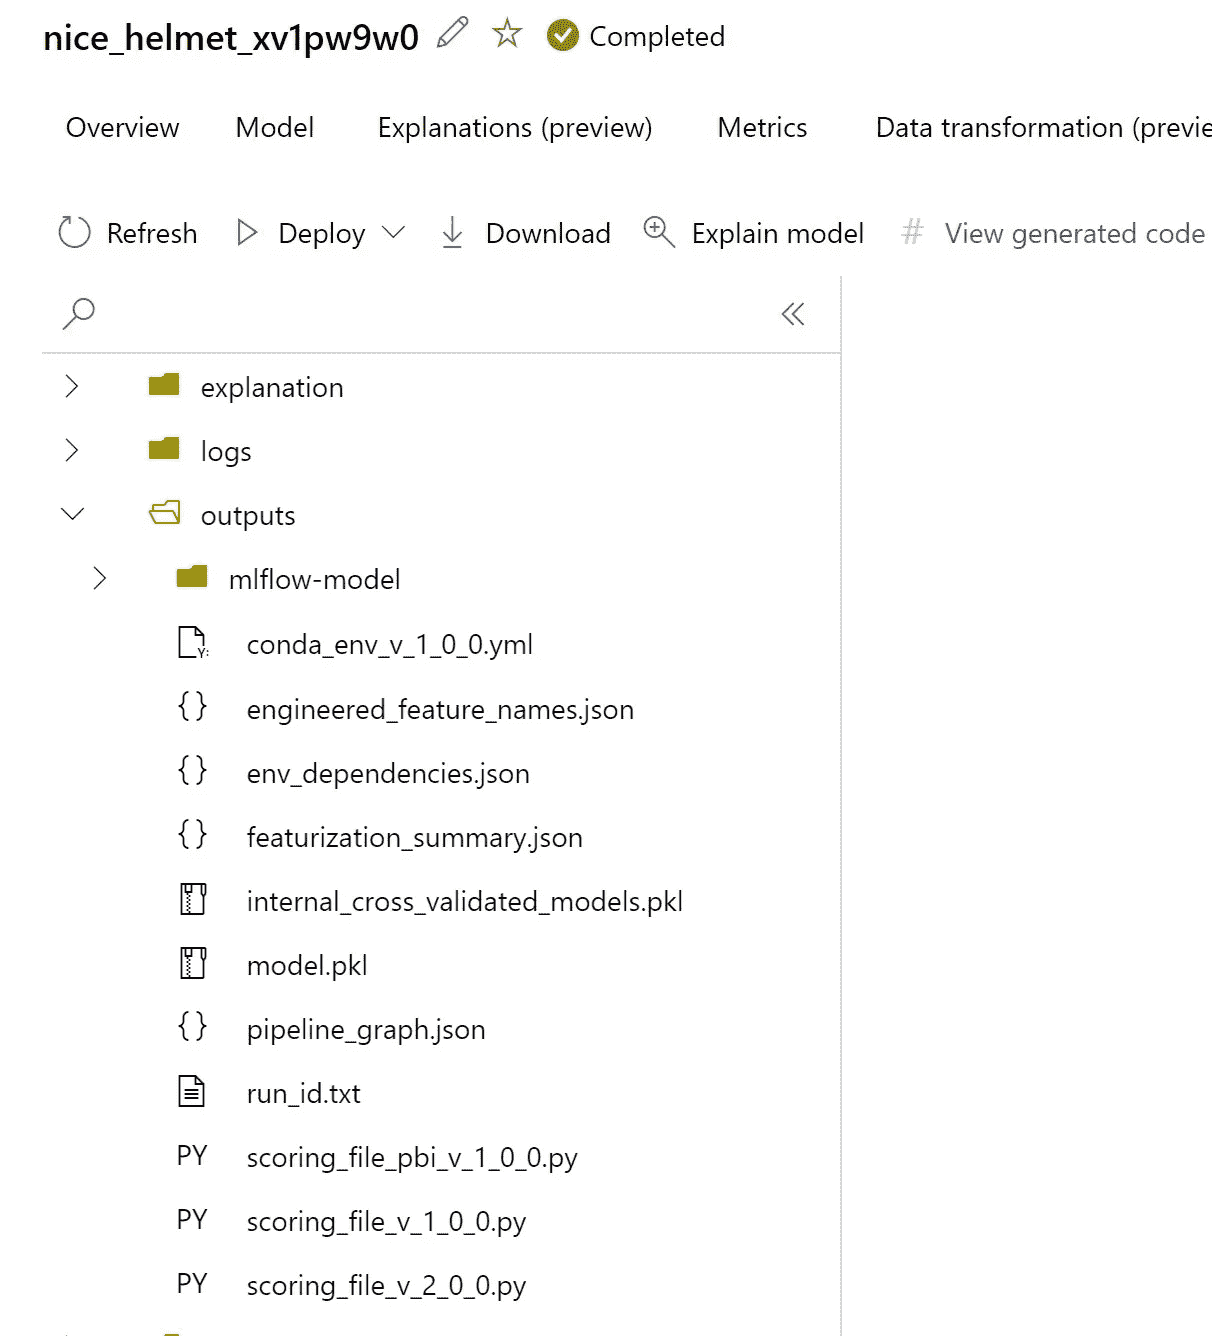 nice_helmet_xv1pw9w0 Completed
Overview Model Explanations (preview) Metrics Data transformation (previe
Refresh Deploy Download Explain model # View generated code
explanation
logs
outputs
mlflow-model
Y: conda_env_v_1_0_0.yml
{} engineered_feature_names.json
{} env_dependencies.json
{} featurization_summary.json
internal_cross_validated_models.pkl
model.pkl
{} pipeline_graph.json
run_id.txt
PY scoring_file_pbi_v_1_0_0.py
PY scoring_file_v_1_0_0.py
PY scoring_file_v_2_0_0.py